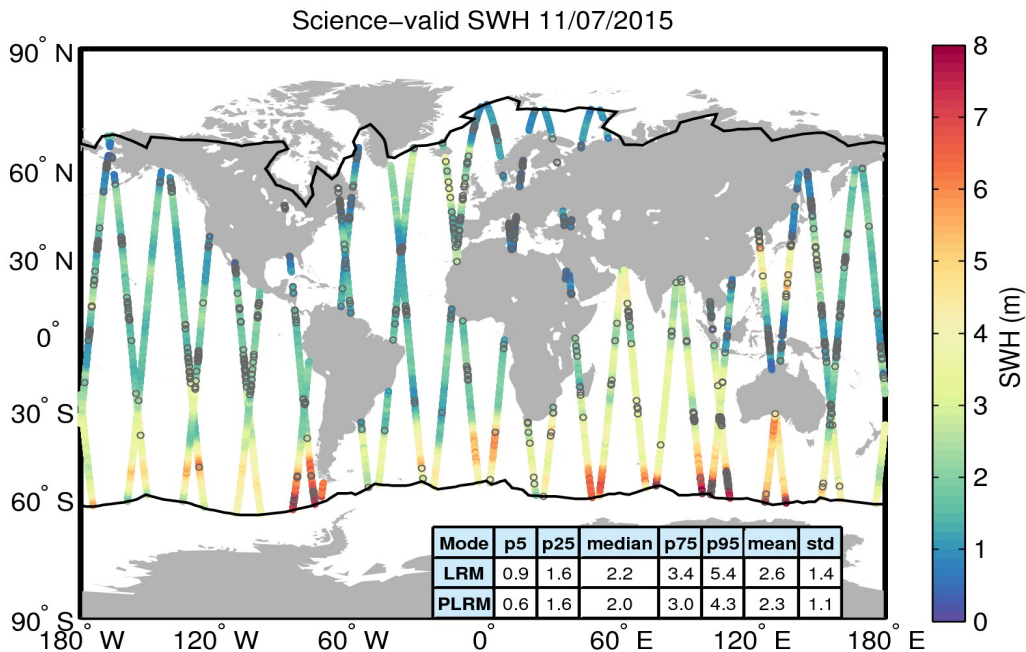 Science−valid SWH 11/07/2015
90° N
60° N
30° N
0°
30° S
60° S
90° S
180° W
120° W
60° W
0°
60° E
120° E
180° E
8
7
6
5
4
3
2
1
0
SWH (m)
Mode p5 p25 median p75 p95 mean std
LRM 0.9 1.6 2.2 3.4 5.4 2.6 1.4
PLRM 0.6 1.6 2.0 3.0 4.3 2.3 1.1